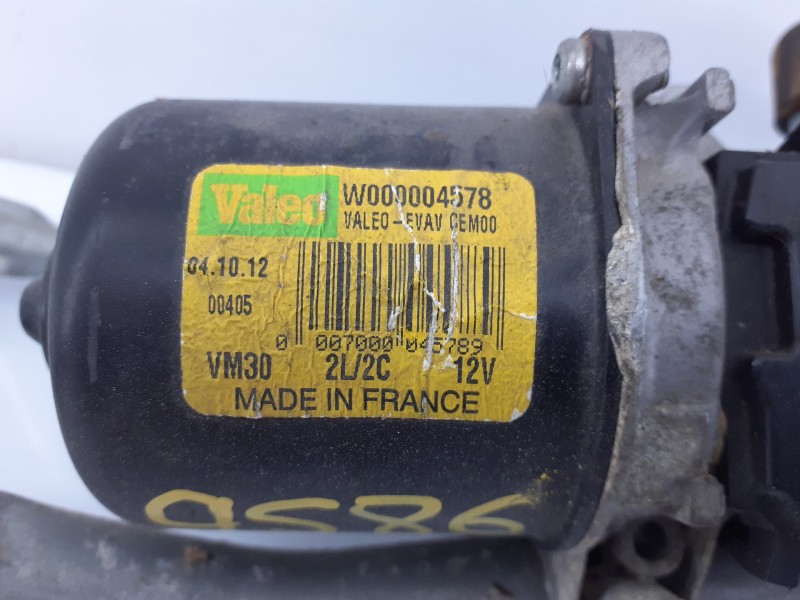 Valeo W000004578
VALEO - EVAV CEM00
04.10.12
00405
0 007000 045789
VM30 2L/2C 12V
MADE IN FRANCE